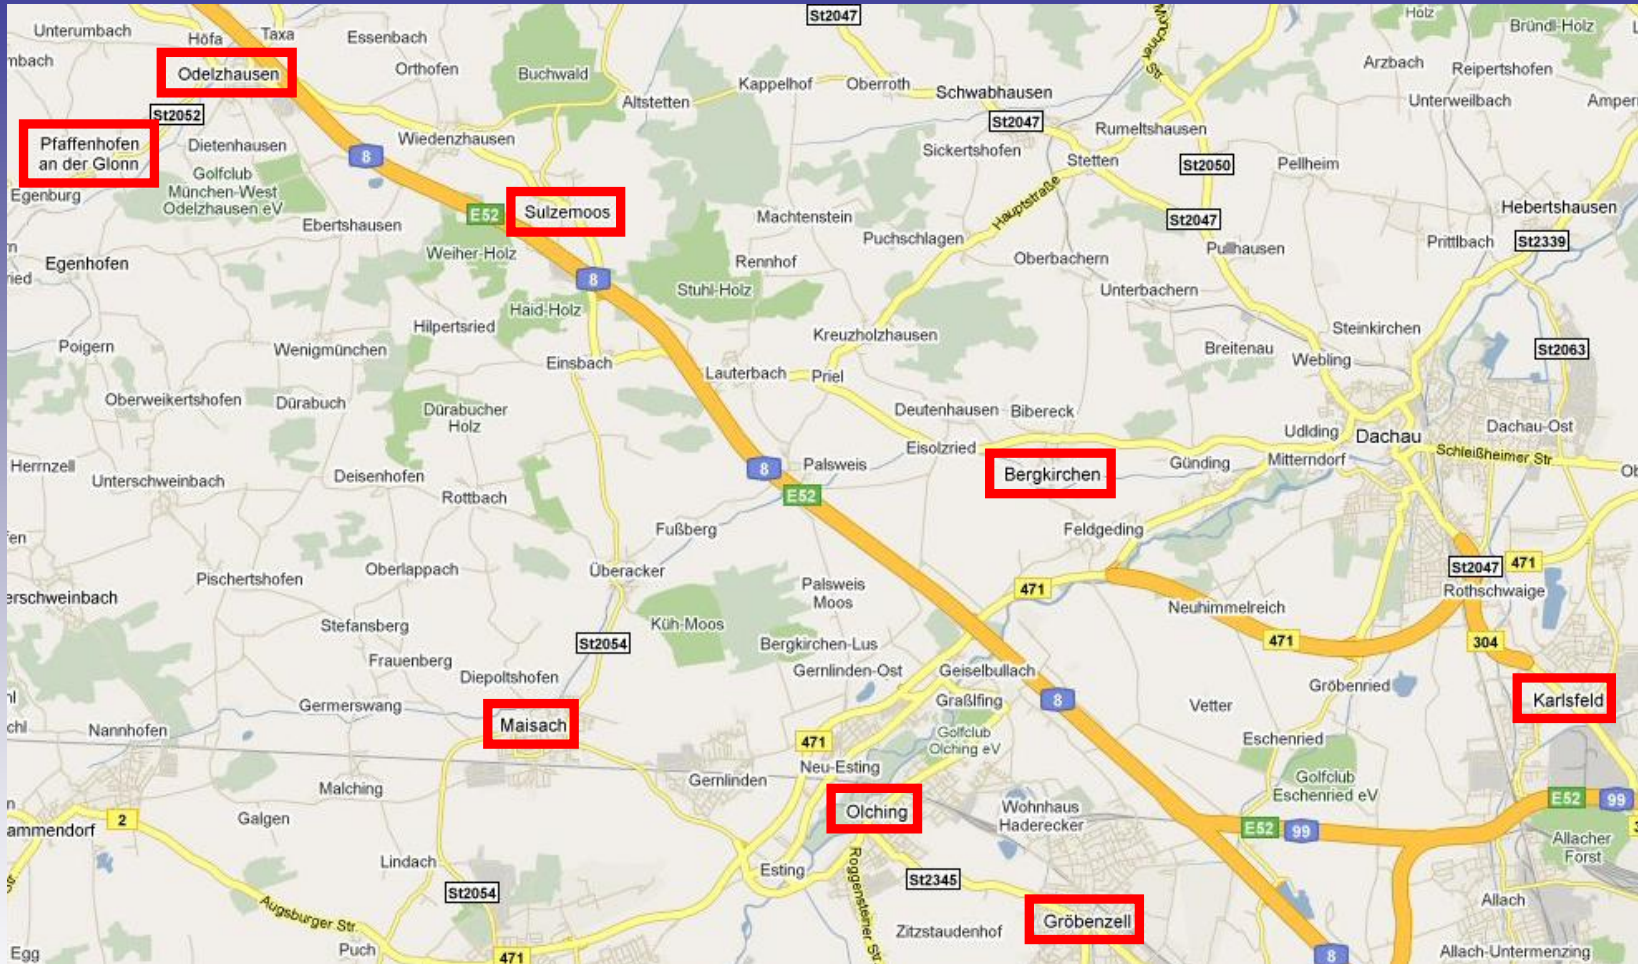 St2047
Holz
Bründl-Holz
Unterumbach
Höfa
Taxa
Essenbach
Münchner Str.
mbach
Odelzhausen
Orthofen
Buchwald
Kappelhof
Oberroth
Schwabhausen
Arzbach
Reipertshofen
Altstetten
Unterweilbach
Amper
St2052
St2047
Rumeltshausen
Pfaffenhofen
an der Glonn
Dietenhausen
Wiedenzhausen
8
Sickertshofen
Stetten
St2050
Pellheim
Golfclub
München-West
Odelzhausen eV
Egenburg
Hauptstraße
E52
Sulzemoos
Machtenstein
St2047
Hebertshausen
Ebertshausen
Puchschlagen
Pullhausen
Prittlbach
St2339
Weiher-Holz
Rennhof
Oberbachern
Egenhofen
ried
8
Stuhl-Holz
Unterbachern
Haid-Holz
Hilpertsried
Kreuzholzhausen
Steinkirchen
Poigern
Wenigmünchen
Einsbach
Breitenau
Webling
St2063
Lauterbach
Priel
Oberweikertshofen
Dürabuch
Dürabucher
Holz
Deutenhausen
Bibereck
Udlding
Dachau
Dachau-Ost
Eisolzried
Schleißheimer Str
Herrnzell
Unterschweinbach
Deisenhofen
Rottbach
8
Palsweis
E52
Bergkirchen
Günding
Mitterndorf
Fußberg
Feldgeding
Pischertshofen
Oberlappach
Überacker
Palsweis
Moos
471
St2047
471
Rothschwaige
erschweinbach
Neuhimmelreich
Stefansberg
Küh-Moos
St2054
Bergkirchen-Lus
471
304
Frauenberg
Diepoltshofen
Gernlinden-Ost
Geiselbullach
Gröbenried
Germerswang
Graßlfing
8
Vetter
Karlsfeld
Nannhofen
Maisach
471
Golfclub
Olching eV
Eschenried
Neu-Esting
Gernlinden
Malching
Golfclub
Eschenried eV
Olching
Wohnhaus
Haderecker
E52
99
ammendorf
2
Galgen
E52
99
Allacher
Forst
Lindach
Esting
St2054
Roggensteiner Str
St2345
Allach
Augsburger Str.
Zitzstaudenhof
Gröbenzell
Egg
Puch
471
8
Allach-Untermenzing